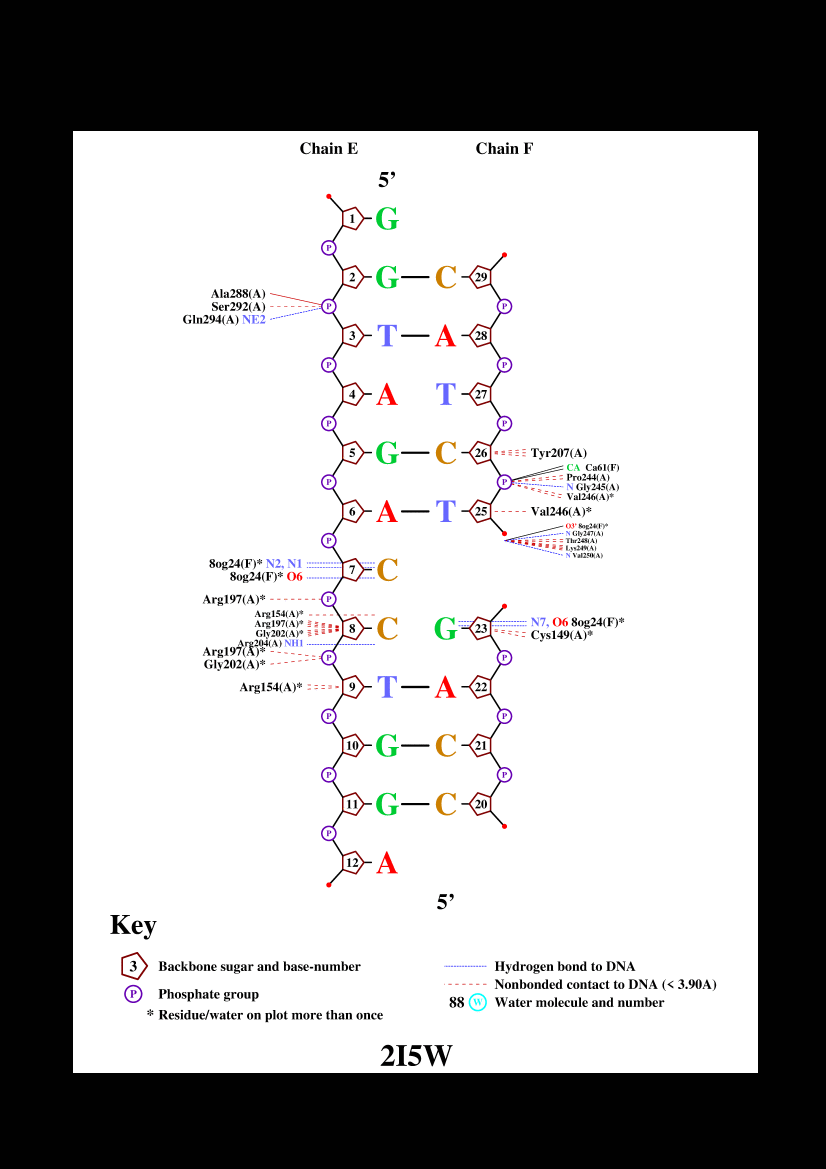 Chain E Chain F
5’
1 G
P
2 G C 29
Ala288(A)
Ser292(A) P P
Gln294(A) NE2
3 T A 28
P P
4 A T 27
P P
5 G C 26 Tyr207(A)
CA Ca61(F)
Pro244(A)
P P N Gly245(A)
Val246(A)*
6 A T 25 Val246(A)*
O3' 8og24(F)*
N Gly247(A)
P Thr248(A)
Lys249(A)
N Val250(A)
8og24(F)* N2, N1
7 C
8og24(F)* O6
Arg197(A)* P
Arg154(A)*
Arg197(A)* 8 C G 23 N7, O6 8og24(F)*
Gly202(A)* Cys149(A)*
Arg204(A) NH1
Arg197(A)*
P P
Gly202(A)*
Arg154(A)* 9 T A 22
P P
10 G C 21
P P
11 G C 20
P
12 A
5’
Key
3 Backbone sugar and base-number Hydrogen bond to DNA
Nonbonded contact to DNA (< 3.90A)
P Phosphate group
88 W Water molecule and number
* Residue/water on plot more than once
2I5W